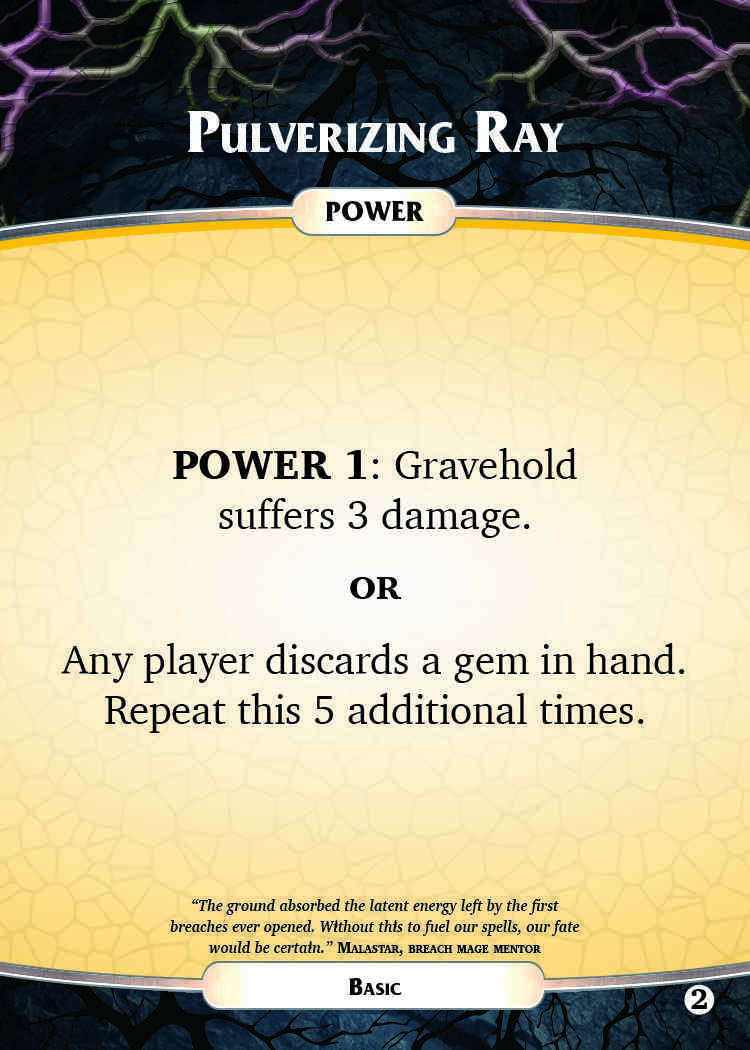 Pulverizing Ray
POWER
POWER 1: Gravehold
suffers 3 damage.
OR
Any player discards a gem in hand.
Repeat this 5 additional times.
“The ground absorbed the latent energy left by the first
breaches ever opened. Without this to fuel our spells, our fate
would be certain.” Malastar, breach mage mentor
Basic
2